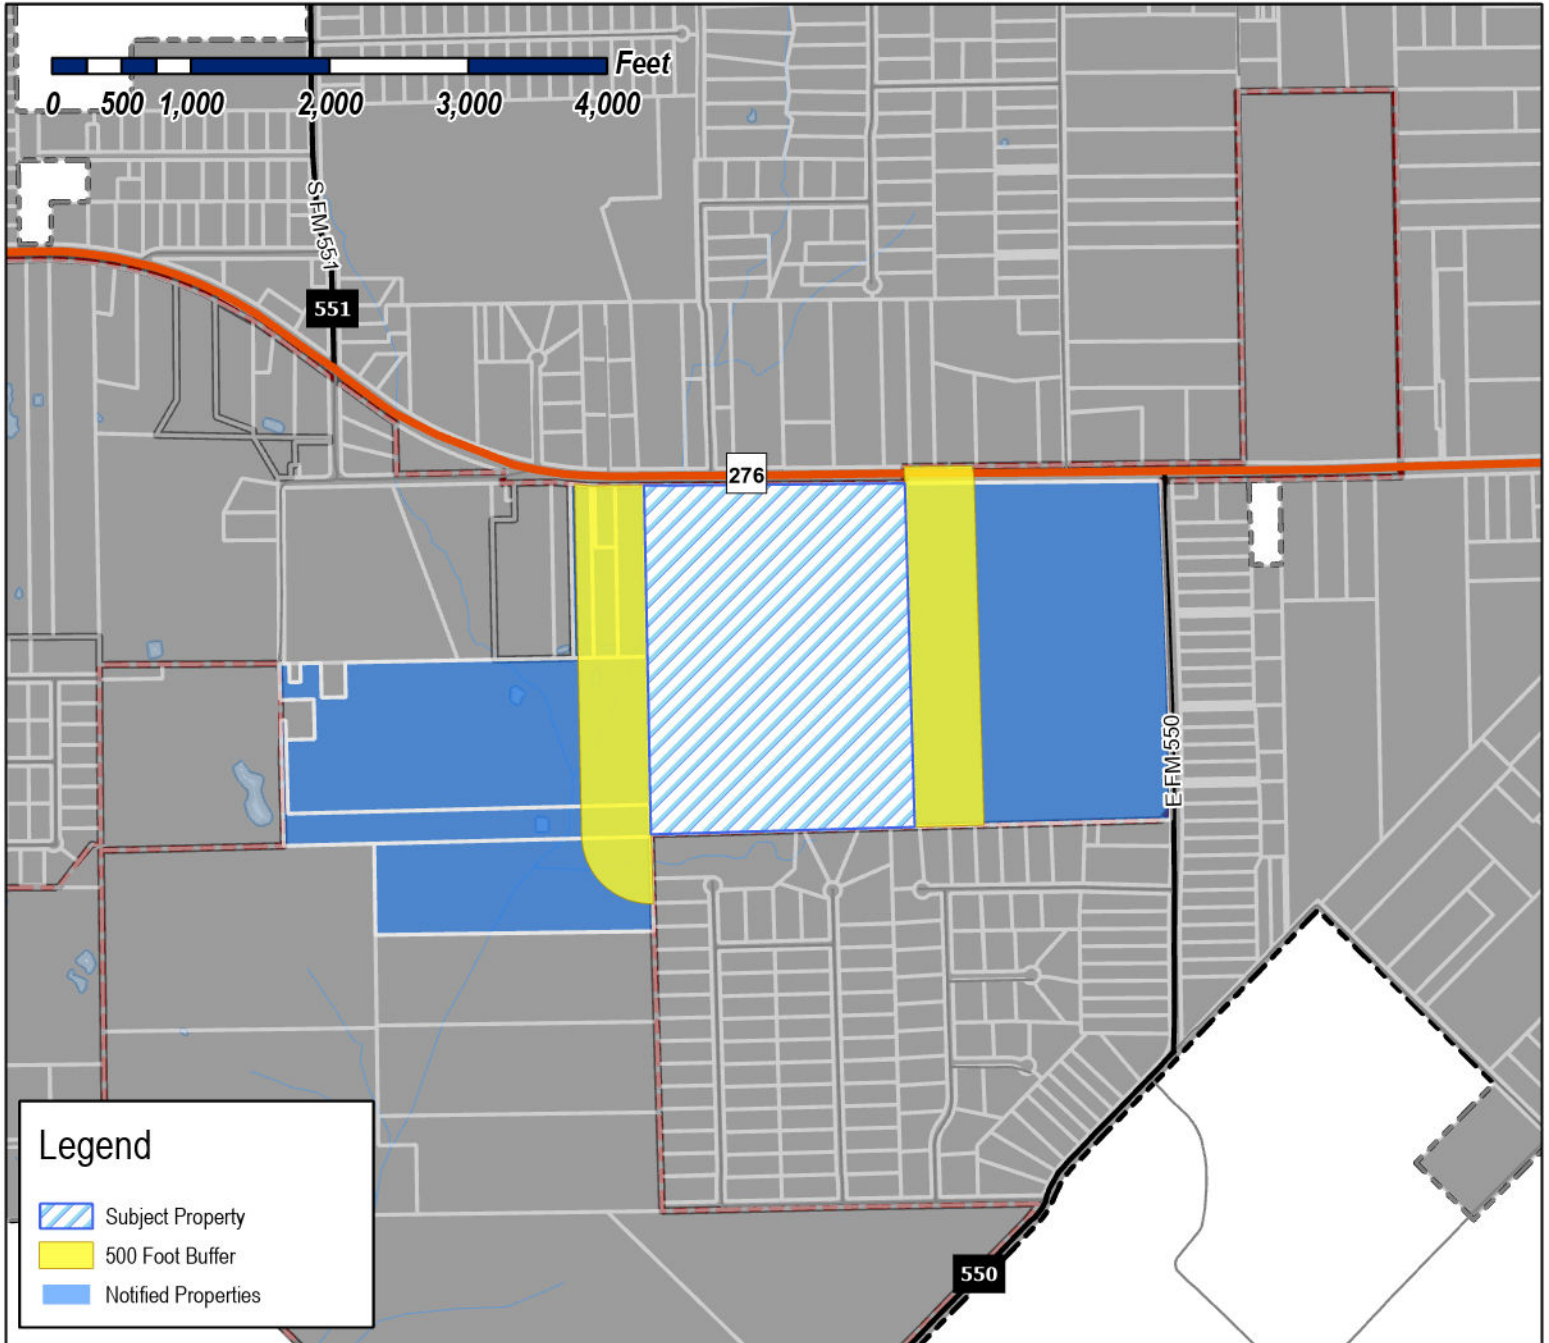 Feet
0 500 1,000 2,000 3,000 4,000
S FM 551
551
276
E FM 550
Legend
Subject Property
500 Foot Buffer
Notified Properties
550